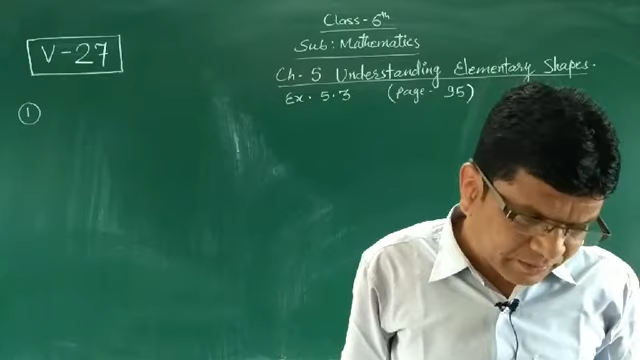 Class - 6th
Sub : Mathematics
V-27
Ch. 5 Understanding Elementary Shapes.
Ex. 5.3 (Page - 95)
①